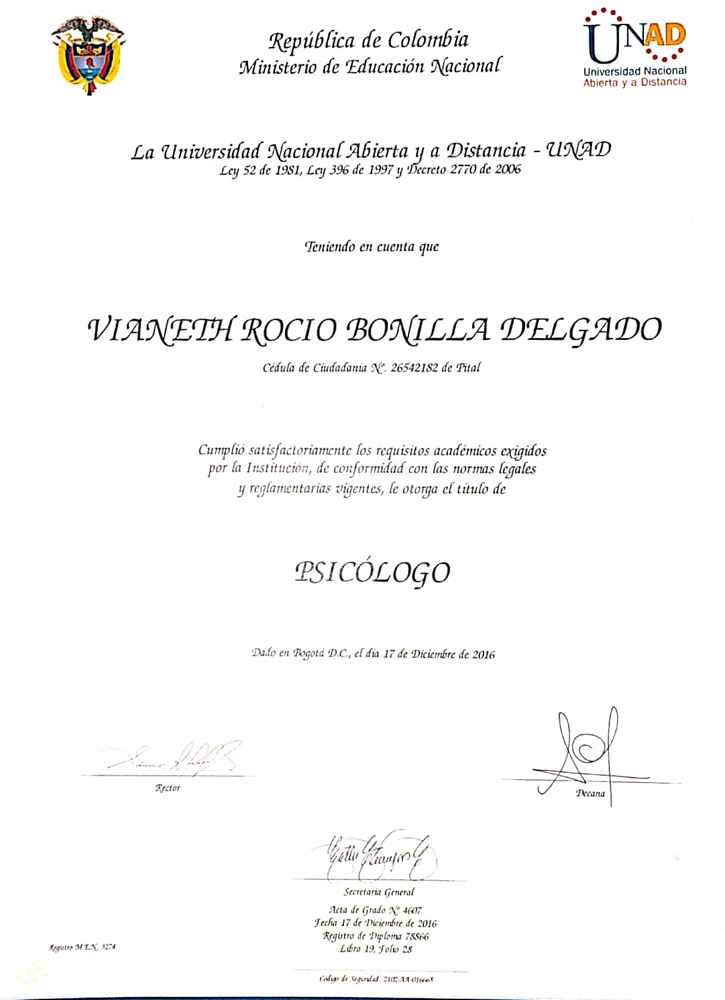 República de Colombia
Ministerio de Educación Nacional
UNAD
Universidad Nacional
Abierta y a Distancia
La Universidad Nacional Abierta y a Distancia - UNAD
Ley 52 de 1981, Ley 396 de 1997 y Decreto 2770 de 2006
Teniendo en cuenta que
VIANETH ROCIO BONILLA DELGADO
Cédula de Ciudadanía Nº. 26542182 de Pital
Cumplió satisfactoriamente los requisitos académicos exigidos
por la Institución, de conformidad con las normas legales
y reglamentarias vigentes, le otorga el título de
PSICÓLOGO
Dado en Bogotá D.C., el día 17 de Diciembre de 2016
Rector
Decana
Secretaria General
Acta de Grado Nº 4607
Fecha 17 de Diciembre de 2016
Registro de Diploma 78866
Libro 19, Folio 28
Registro M.E.N. 3274
Código de Seguridad 2102-AA-016665